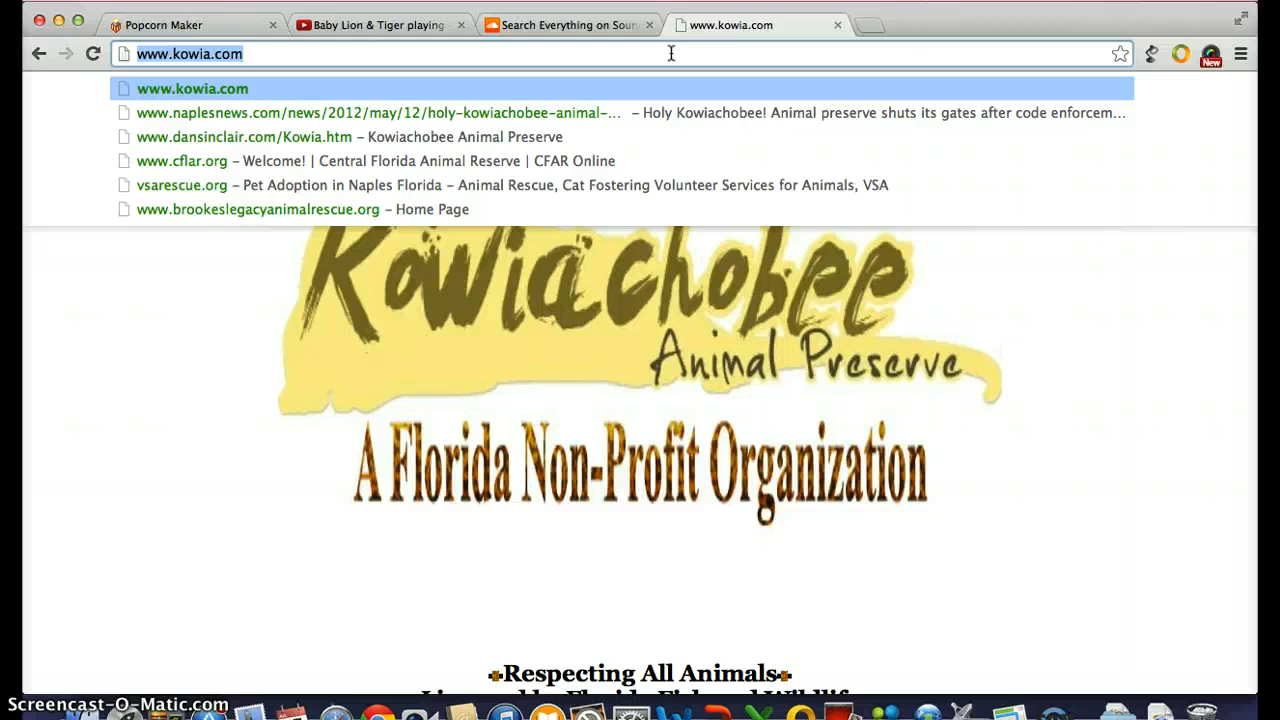 Popcorn Maker
Baby Lion & Tiger playing
Search Everything on Soun
www.kowia.com
www.kowia.com
New
www.kowia.com
www.naplesnews.com/news/2012/may/12/holy-kowiachobee-animal-... – Holy Kowiachobee! Animal preserve shuts its gates after code enforcem...
www.dansinclair.com/Kowia.htm – Kowiachobee Animal Preserve
www.cflar.org – Welcome! | Central Florida Animal Reserve | CFAR Online
vsarescue.org – Pet Adoption in Naples Florida – Animal Rescue, Cat Fostering Volunteer Services for Animals, VSA
www.brookeslegacyanimalrescue.org – Home Page
Kowiachobee
Animal Preserve
A Florida Non-Profit Organization
Respecting All Animals
Screencast-O-Matic.com